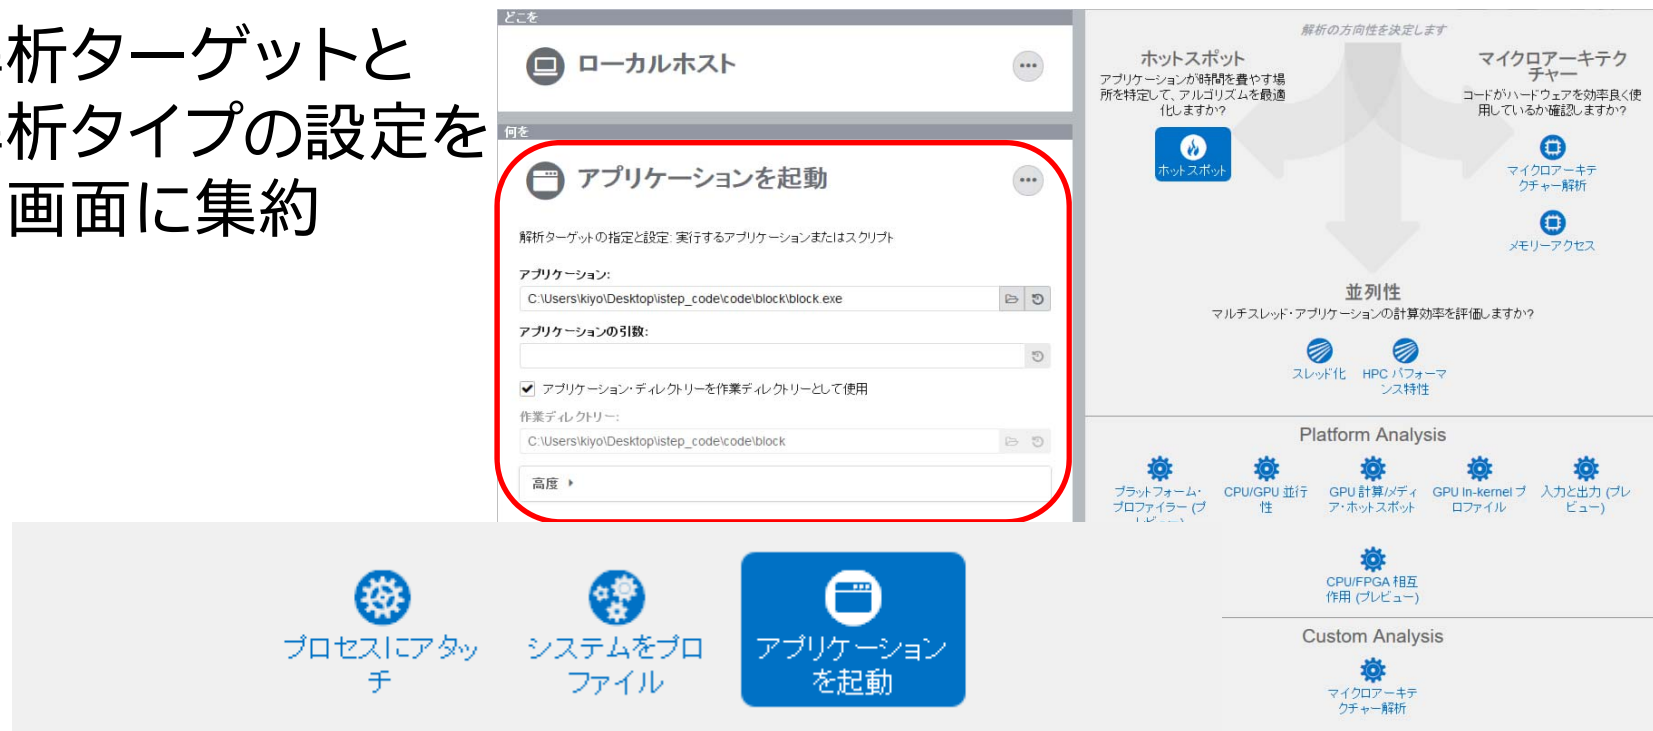 析ターゲットと
析タイプの設定を
画面に集約
どこを
ローカルホスト
何を
アプリケーションを起動
解析ターゲットの指定と設定: 実行するアプリケーションまたはスクリプト
アプリケーション:
C:\Users\kiyo\Desktop\istep_code\code\block\block.exe
アプリケーションの引数:
アプリケーション・ディレクトリーを作業ディレクトリーとして使用
作業ディレクトリー:
C:\Users\kiyo\Desktop\istep_code\code\block
高度
解析の方向性を決定します
ホットスポット
アプリケーションが時間を費やす場
所を特定して、アルゴリズムを最適
化しますか?
ホットスポット
マイクロアーキテク
チャー
コードがハードウェアを効率良く使
用しているか確認しますか?
マイクロアーキテ
クチャー解析
メモリーアクセス
並列性
マルチスレッド・アプリケーションの計算効率を評価しますか?
スレッド化
HPC パフォーマ
ンス特性
Platform Analysis
プラットフォーム・
プロファイラー (プ
CPU/GPU 並行
性
GPU 計算/メディ
ア・ホットスポット
GPU In-kernel プ
ロファイル
入力と出力 (プレ
ビュー)
CPU/FPGA 相互
作用 (プレビュー)
Custom Analysis
マイクロアーキテ
クチャー解析
プロセスにアタッ
チ
システムをプロ
ファイル
アプリケーション
を起動